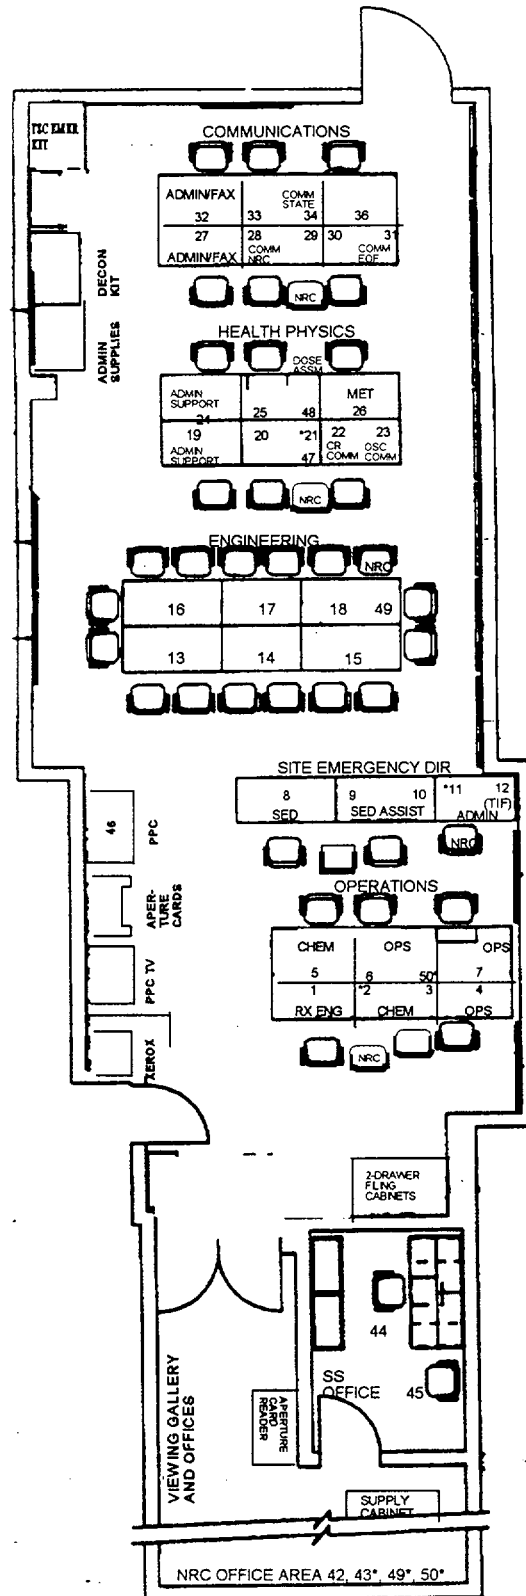 TSC EMER
KIT
COMMUNICATIONS
ADMIN/FAX
COMM
STATE
32 33 34 36
27 28 29 30 31
ADMIN/FAX
COMM
NRC
COMM
EOF
NRC
DECON
KIT
ADMIN
SUPPLIES
HEALTH PHYSICS
DOSE
ASSM
ADMIN
SUPPORT
24
25 48
MET
26
19
ADMIN
SUPPORT
20 *21
47
22 23
CR
COMM
OSC
COMM
NRC
ENGINEERING
NRC
16 17 18 49
13 14 15
SITE EMERGENCY DIR
8
SED
9 10
SED ASSIST
*11 12
(TIF)
ADMIN
NRC
46
PPC
APER-
TURE
CARDS
PPC TV
XEROX
OPERATIONS
CHEM OPS OPS
5 6 50* 7
1 *2 3 4
RX ENG CHEM OPS
NRC
2-DRAWER
FLING
CABINETS
44
SS
OFFICE
45
VIEWING GALLERY
AND OFFICES
APERTURE
CARD
READER
SUPPLY
CABINET
NRC OFFICE AREA 42, 43*, 49*, 50*